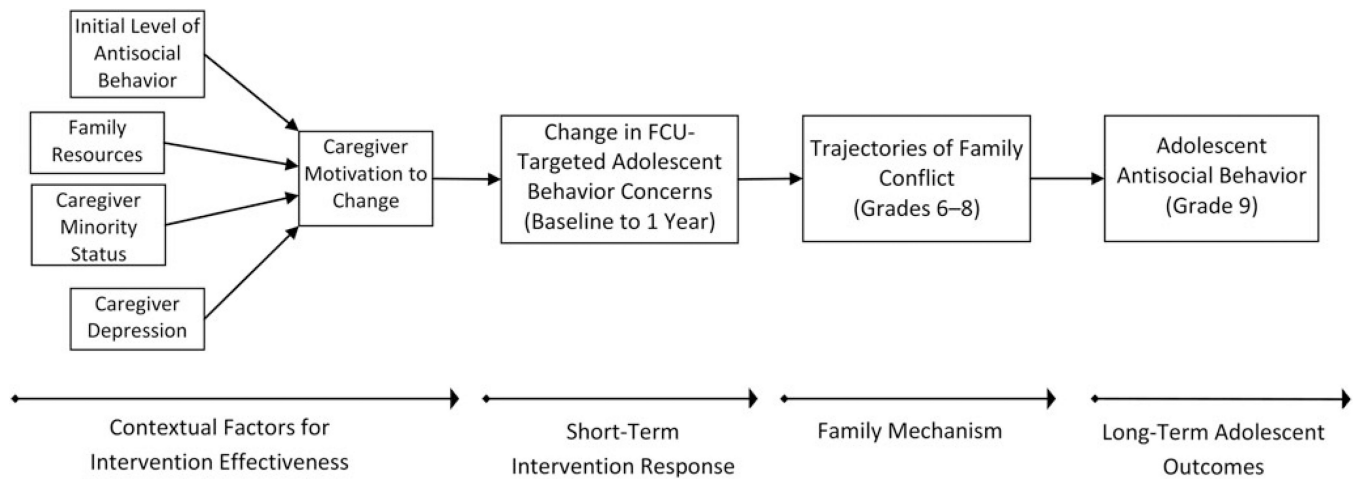 Initial Level of
Antisocial
Behavior
Family
Resources
Caregiver
Minority
Status
Caregiver
Depression
Caregiver
Motivation to
Change
Change in FCU-
Targeted Adolescent
Behavior Concerns
(Baseline to 1 Year)
Trajectories of Family
Conflict
(Grades 6–8)
Adolescent
Antisocial Behavior
(Grade 9)
Contextual Factors for
Intervention Effectiveness
Short-Term
Intervention Response
Family Mechanism
Long-Term Adolescent
Outcomes